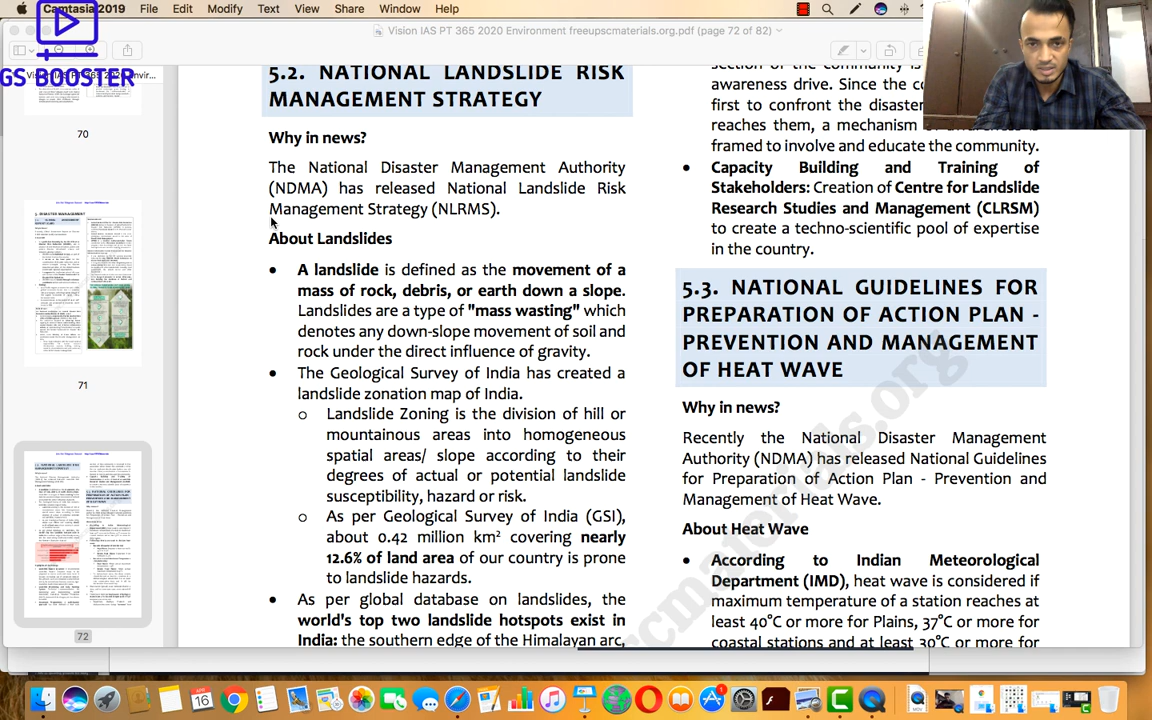 Camtasia 2019 File Edit Modify Text View Share Window Help
Vision IAS PT 365 2020 Environment freeupscmaterials.org.pdf (page 72 of 82)
GS BOOSTER
70
71
72
5.2. NATIONAL LANDSLIDE RISK
MANAGEMENT STRATEGY
Why in news?
The National Disaster Management Authority
(NDMA) has released National Landslide Risk
Management Strategy (NLRMS).
About Landslides
● A landslide is defined as the movement of a
mass of rock, debris, or earth down a slope.
Landslides are a type of "mass wasting" which
denotes any down-slope movement of soil and
rock under the direct influence of gravity.
● The Geological Survey of India has created a
landslide zonation map of India.
o Landslide Zoning is the division of hill or
mountainous areas into homogeneous
spatial areas/ slope according to their
degrees of actual or potential landslide
susceptibility, hazard or risk.
o As per Geological Survey of India (GSI),
about 0.42 million km² covering nearly
12.6% of land area of our country is prone
to landslide hazards.
● As per global database on landslides, the
world's top two landslide hotspots exist in
India: the southern edge of the Himalayan arc,
section of the community is
awareness drive. Since the
first to confront the disaster
reaches them, a mechanism of
framed to involve and educate the community.
● Capacity Building and Training of
Stakeholders: Creation of Centre for Landslide
Research Studies and Management (CLRSM)
to create a techno-scientific pool of expertise
in the country.
5.3. NATIONAL GUIDELINES FOR
PREPARATION OF ACTION PLAN -
PREVENTION AND MANAGEMENT
OF HEAT WAVE
Why in news?
Recently the National Disaster Management
Authority (NDMA) has released National Guidelines
for Preparation of Action Plan - Prevention and
Management of Heat Wave.
About Heat Wave
● According to Indian Meteorological
Department (IMD), heat wave is considered if
maximum temperature of a station reaches at
least 40°C or more for Plains, 37°C or more for
coastal stations and at least 30°C or more for
APR
16